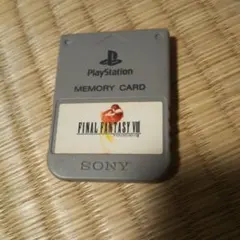 PlayStation
MEMORY CARD
FINAL FANTASY VIII
SONY